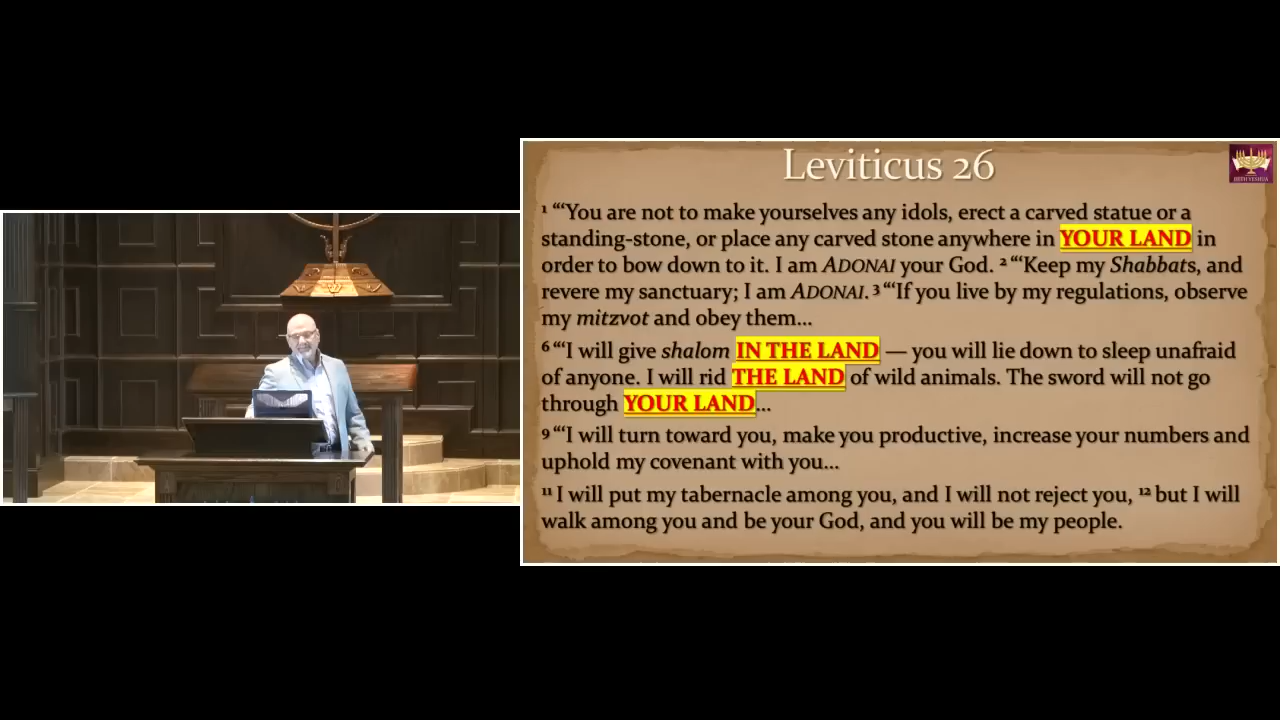 Leviticus 26
BETH YESHUA
¹ “‘You are not to make yourselves any idols, erect a carved statue or a
standing-stone, or place any carved stone anywhere in YOUR LAND in
order to bow down to it. I am ADONAI your God. ² “‘Keep my Shabbats, and
revere my sanctuary; I am ADONAI. ³ “‘If you live by my regulations, observe
my mitzvot and obey them…
⁶ “‘I will give shalom IN THE LAND — you will lie down to sleep unafraid
of anyone. I will rid THE LAND of wild animals. The sword will not go
through YOUR LAND…
⁹ “‘I will turn toward you, make you productive, increase your numbers and
uphold my covenant with you…
¹¹ I will put my tabernacle among you, and I will not reject you, ¹² but I will
walk among you and be your God, and you will be my people.